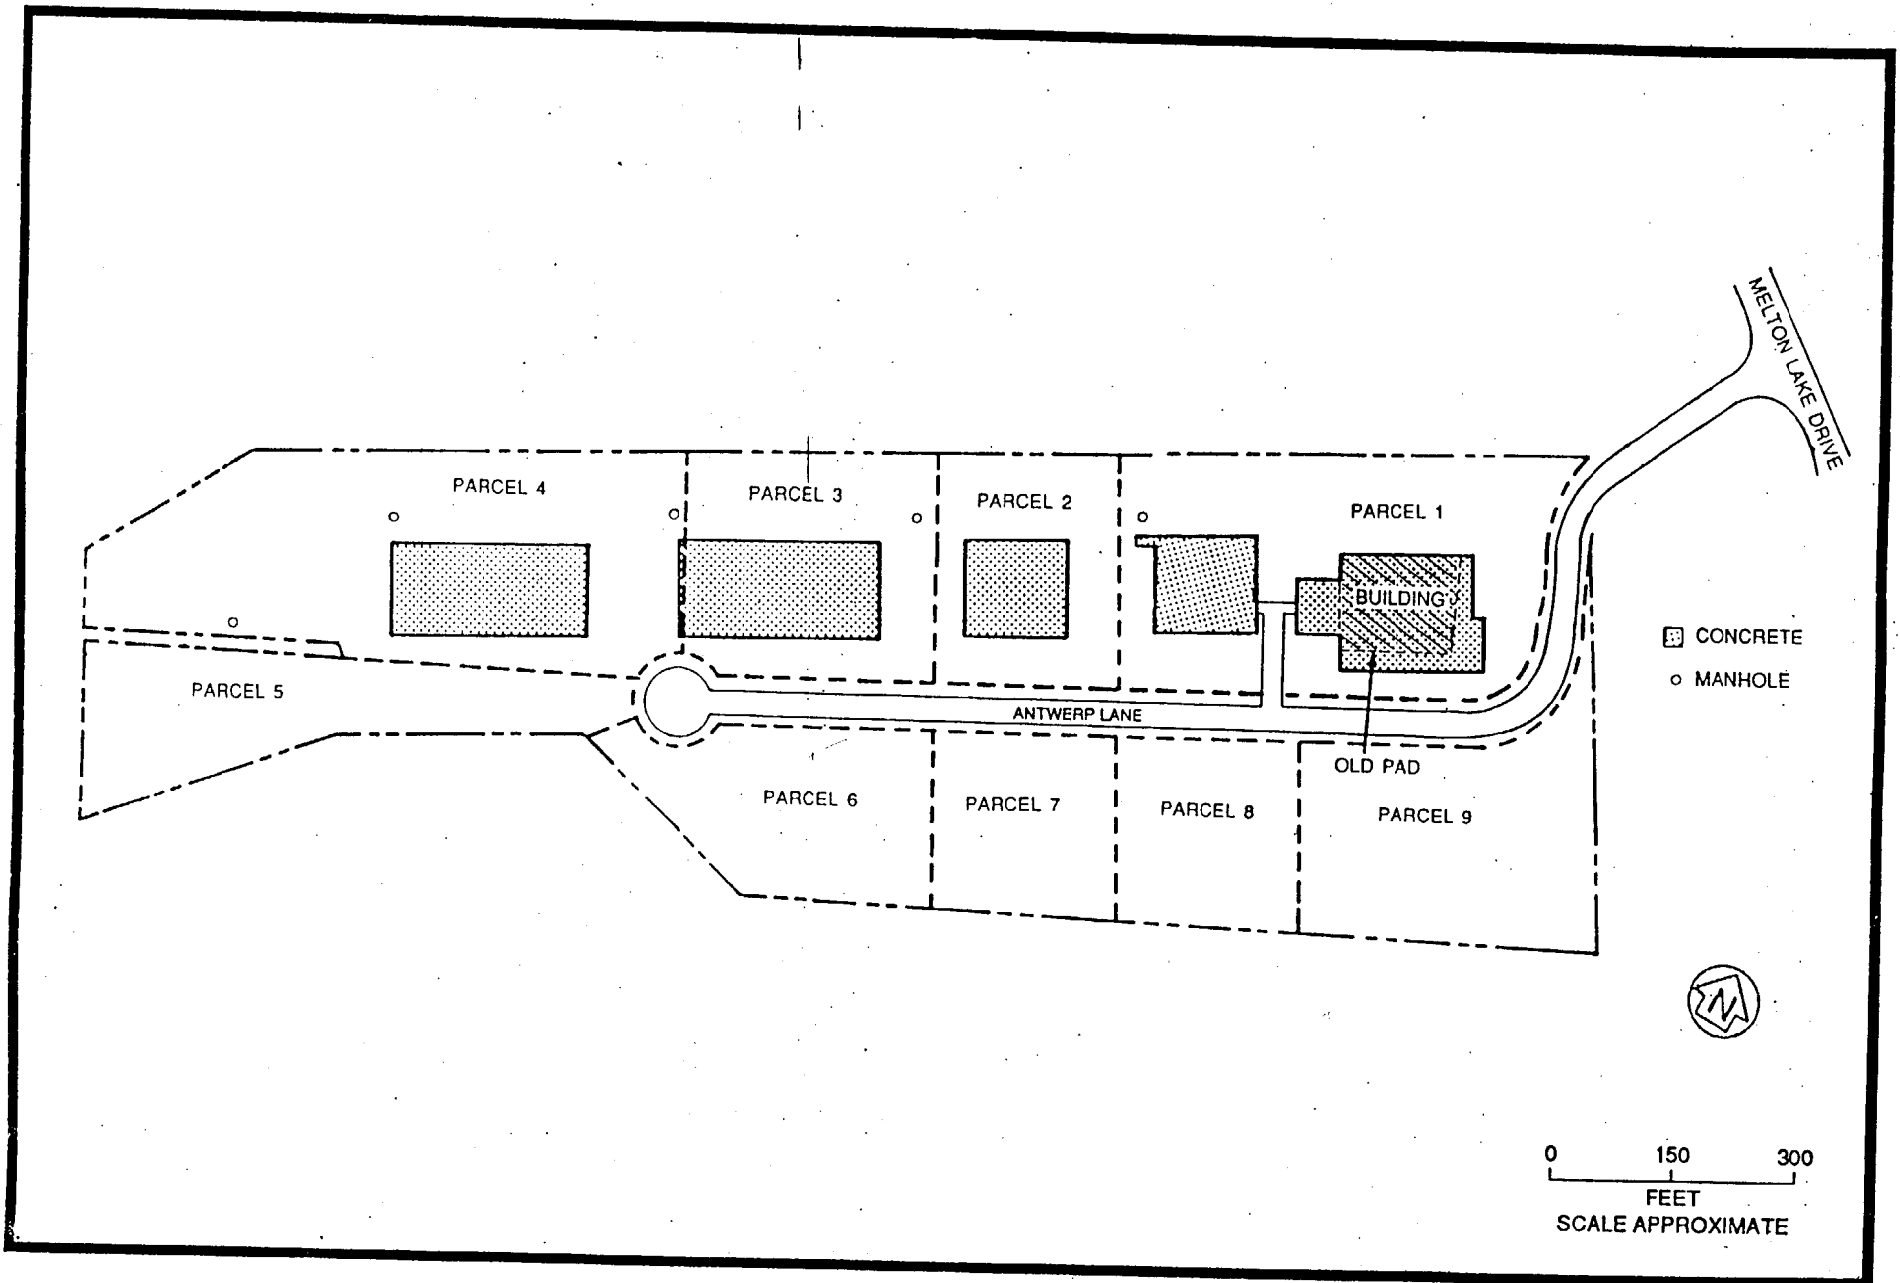 MELTON LAKE DRIVE
PARCEL 4
PARCEL 3
PARCEL 2
PARCEL 1
BUILDING
CONCRETE
MANHOLE
PARCEL 5
ANTWERP LANE
OLD PAD
PARCEL 6
PARCEL 7
PARCEL 8
PARCEL 9
N
0 150 300
FEET
SCALE APPROXIMATE